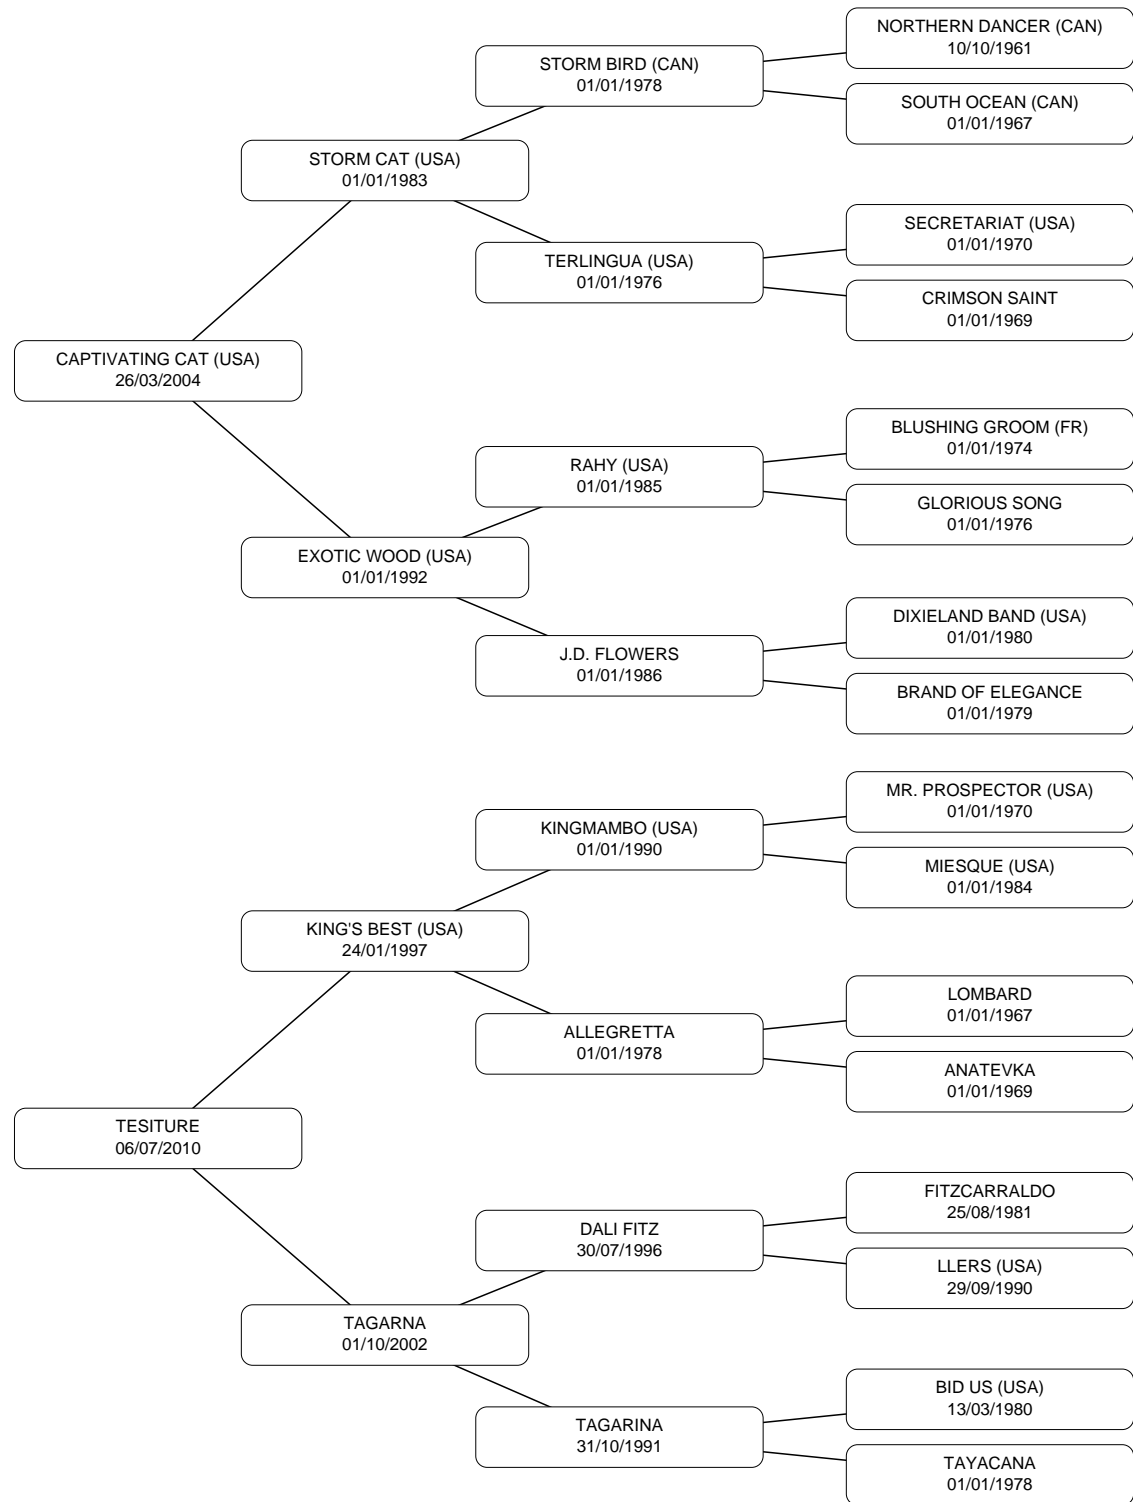 NORTHERN DANCER (CAN)
10/10/1961
STORM BIRD (CAN)
01/01/1978
SOUTH OCEAN (CAN)
01/01/1967
STORM CAT (USA)
01/01/1983
SECRETARIAT (USA)
01/01/1970
TERLINGUA (USA)
01/01/1976
CRIMSON SAINT
01/01/1969
CAPTIVATING CAT (USA)
26/03/2004
BLUSHING GROOM (FR)
01/01/1974
RAHY (USA)
01/01/1985
GLORIOUS SONG
01/01/1976
EXOTIC WOOD (USA)
01/01/1992
DIXIELAND BAND (USA)
01/01/1980
J.D. FLOWERS
01/01/1986
BRAND OF ELEGANCE
01/01/1979
MR. PROSPECTOR (USA)
01/01/1970
KINGMAMBO (USA)
01/01/1990
MIESQUE (USA)
01/01/1984
KING'S BEST (USA)
24/01/1997
LOMBARD
01/01/1967
ALLEGRETTA
01/01/1978
ANATEVKA
01/01/1969
TESITURE
06/07/2010
FITZCARRALDO
25/08/1981
DALI FITZ
30/07/1996
LLERS (USA)
29/09/1990
TAGARNA
01/10/2002
BID US (USA)
13/03/1980
TAGARINA
31/10/1991
TAYACANA
01/01/1978